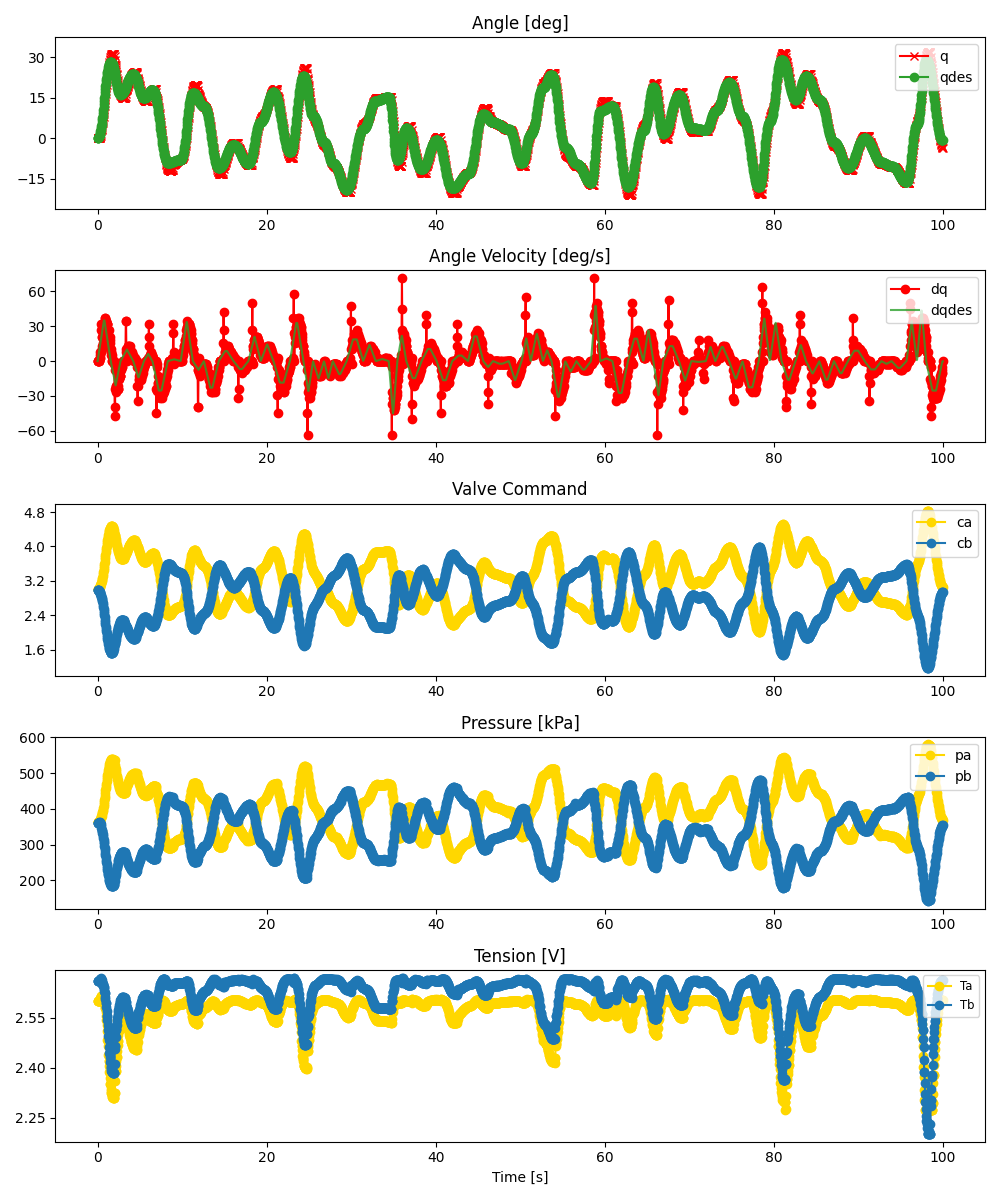 Angle [deg]
30
15
0
−15
q
qdes
0 20 40 60 80 100
Angle Velocity [deg/s]
60
30
0
−30
−60
dq
dqdes
0 20 40 60 80 100
Valve Command
4.8
4.0
3.2
2.4
1.6
ca
cb
0 20 40 60 80 100
Pressure [kPa]
600
500
400
300
200
pa
pb
0 20 40 60 80 100
Tension [V]
2.55
2.40
2.25
Ta
Tb
0 20 40 60 80 100
Time [s]